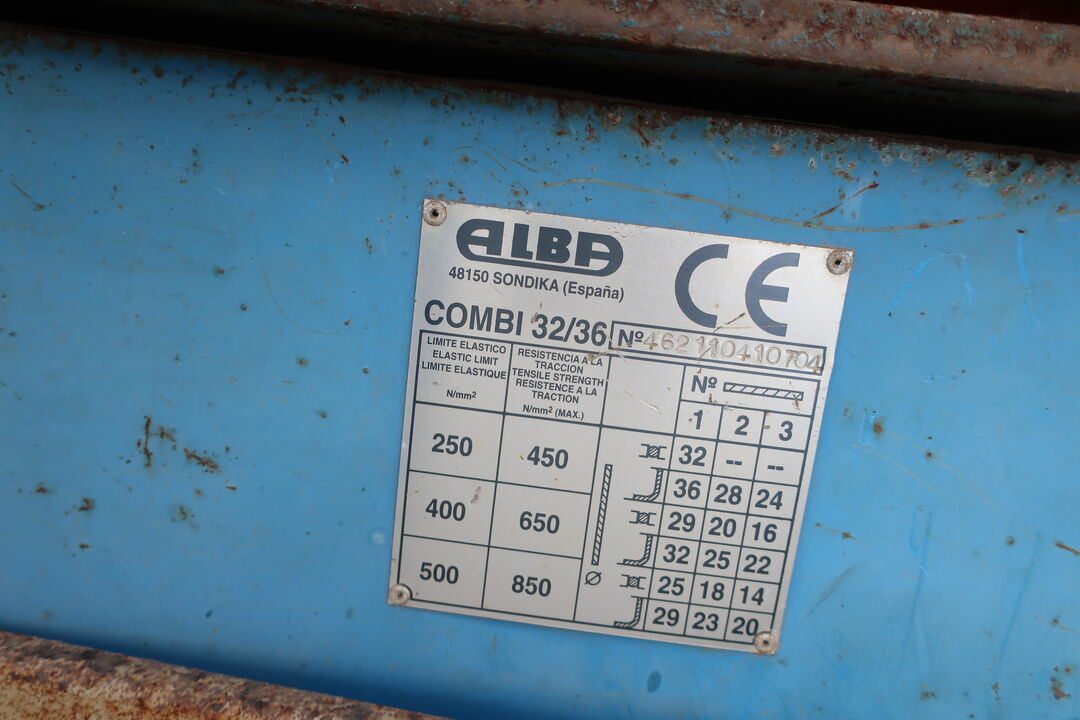 ALBA
48150 SONDIKA (España)
CE
COMBI 32/36
Nº 462110410704
LIMITE ELASTICO
ELASTIC LIMIT
LIMITE ELASTIQUE
N/mm²
RESISTENCIA A LA
TRACCION
TENSILE STRENGTH
RESISTENCE A LA
TRACTION
N/mm² (MAX.)
Nº
1 2 3
250 450 32 -- --
36 28 24
400 650 29 20 16
32 25 22
500 850 Ø 25 18 14
29 23 20